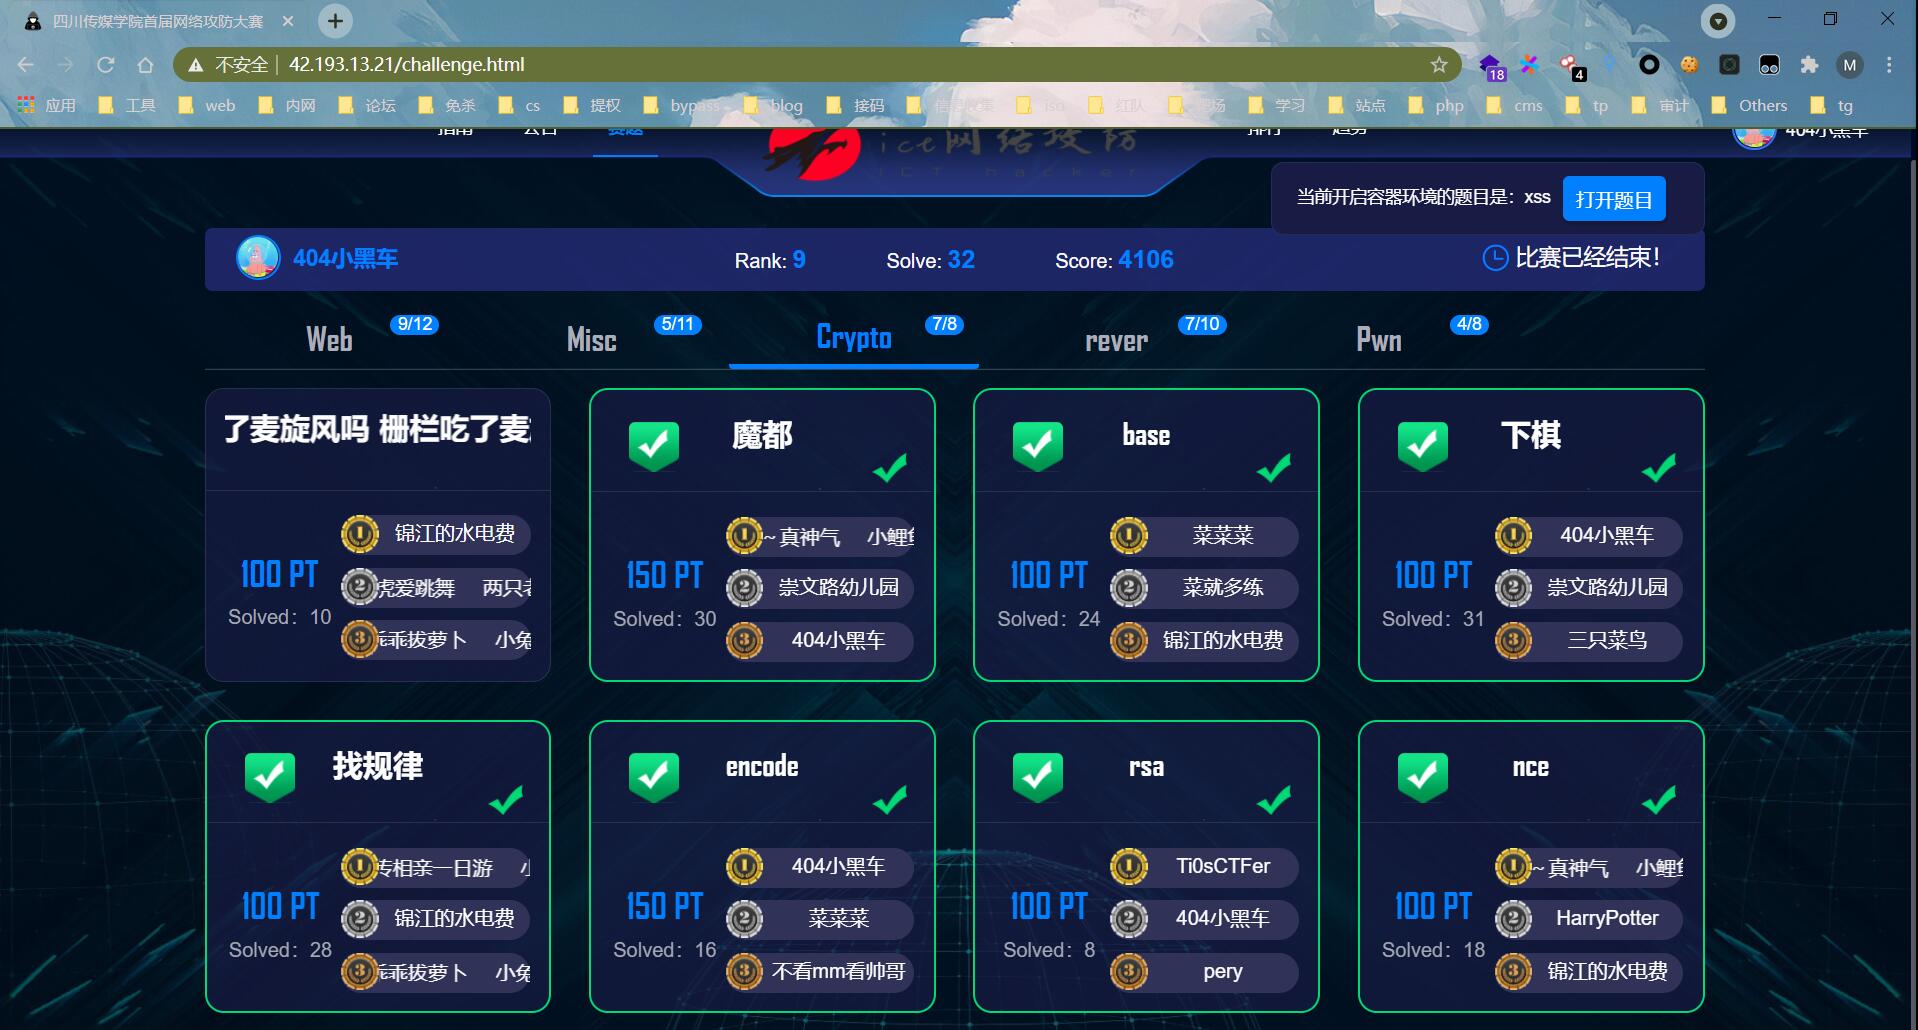 四川传媒学院首届网络攻防大赛
不安全 42.193.13.21/challenge.html
18 4 M
应用 工具 web 内网 论坛 免杀 cs 提权 bypass blog 接码 信息收集 iso 红队 靶场 学习 站点 php cms tp 审计 Others tg
指南 公告 赛题 ict网络攻防 排行 趋势 404小黑车
ICT hacker
当前开启容器环境的题目是：xss 打开题目
404小黑车 Rank: 9 Solve: 32 Score: 4106 比赛已经结束!
Web 9/12 Misc 5/11 Crypto 7/8 rever 7/10 Pwn 4/8
了麦旋风吗 栅栏吃了麦
100 PT
Solved：10
1 锦江的水电费
2 虎爱跳舞 两只老
3 乖乖拔萝卜 小兔
魔都
150 PT
Solved：30
1 ~真神气 小鲤鱼
2 崇文路幼儿园
3 404小黑车
base
100 PT
Solved：24
1 菜菜菜
2 菜就多练
3 锦江的水电费
下棋
100 PT
Solved：31
1 404小黑车
2 崇文路幼儿园
3 三只菜鸟
找规律
100 PT
Solved：28
1 传相亲一日游
2 锦江的水电费
3 乖乖拔萝卜 小兔
encode
150 PT
Solved：16
1 404小黑车
2 菜菜菜
3 不看mm看帅哥
rsa
100 PT
Solved：8
1 Ti0sCTFer
2 404小黑车
3 pery
nce
100 PT
Solved：18
1 ~真神气 小鲤鱼
2 HarryPotter
3 锦江的水电费